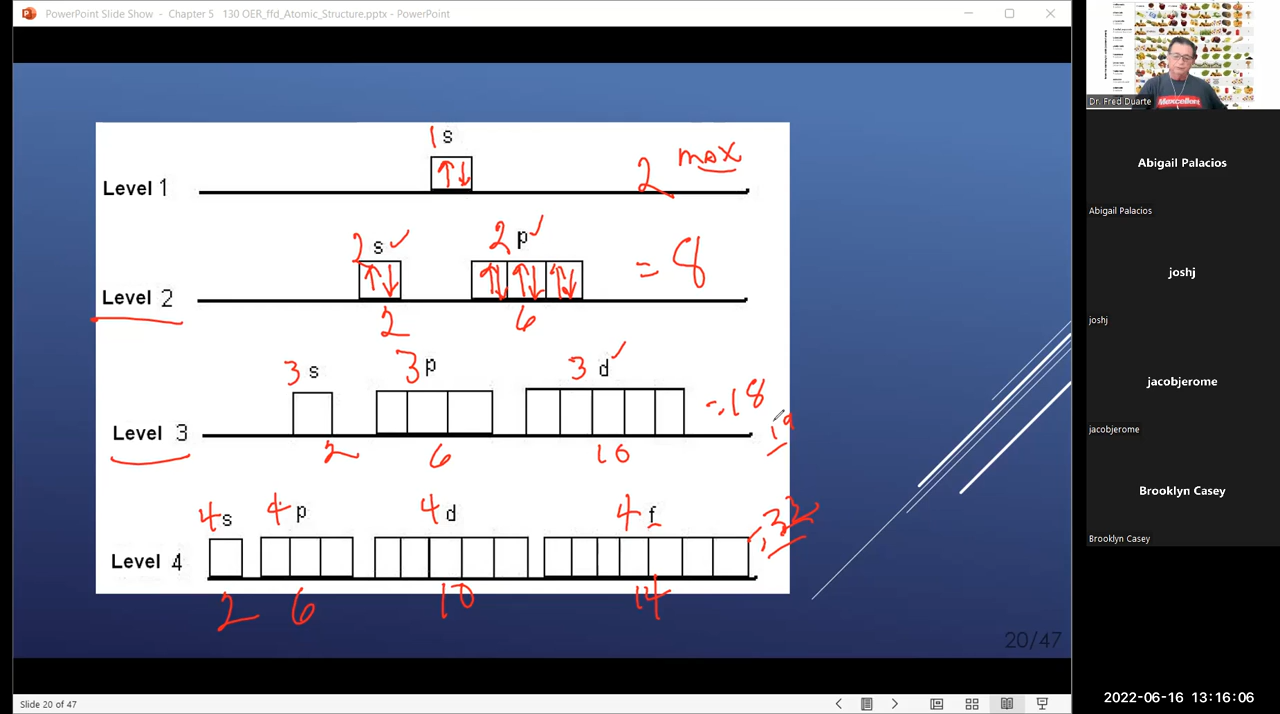 PowerPoint Slide Show - Chapter 5 130 OER_ffd_Atomic_Structure.pptx - PowerPoint
1s
Level 1
2 max
2s 2p
Level 2
= 8
2 6
3s 3p 3d
Level 3
= 18
19
2 6 10
4s 4p 4d 4f
Level 4
= 32
2 6 10 14
20/47
Slide 20 of 47
Dr. Fred Duarte
Abigail Palacios
Abigail Palacios
joshj
joshj
jacobjerome
jacobjerome
Brooklyn Casey
Brooklyn Casey
2022-06-16 13:16:06